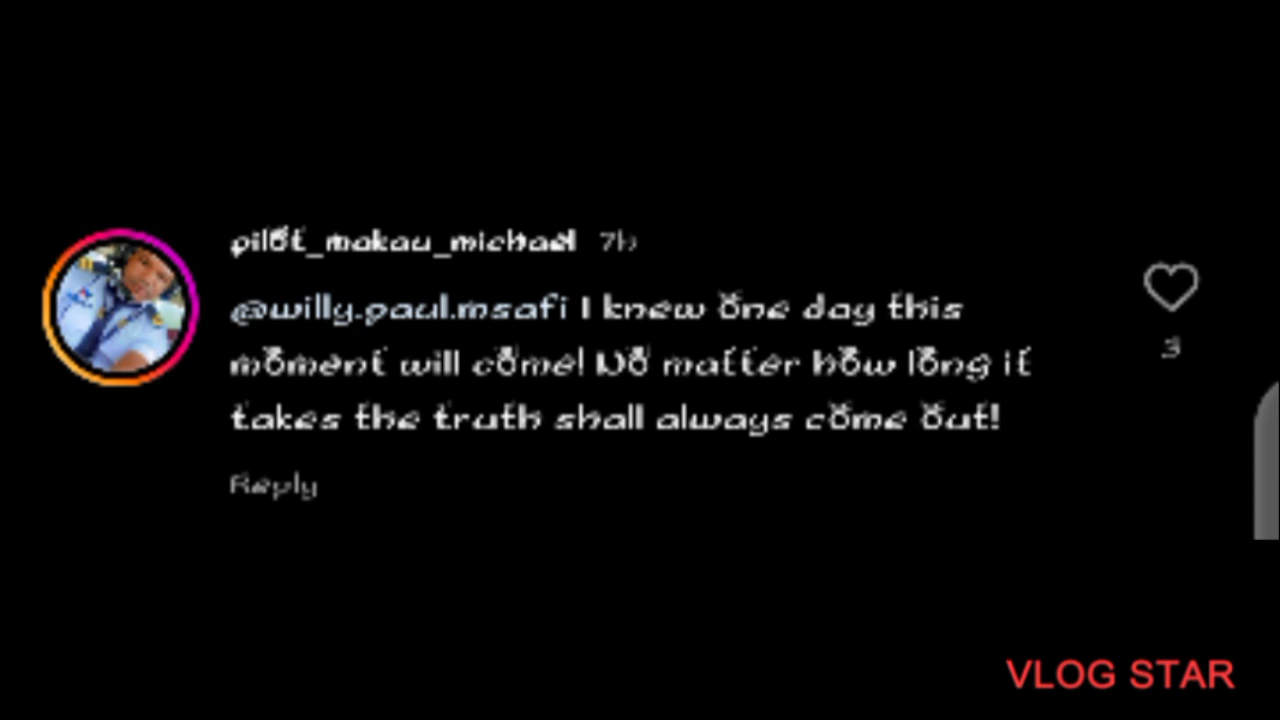 pilot_makau_michael 7h
@willy.paul.msafi I knew one day this
moment will come! No matter how long it
3
takes the truth shall always come out!
Reply
VLOG STAR